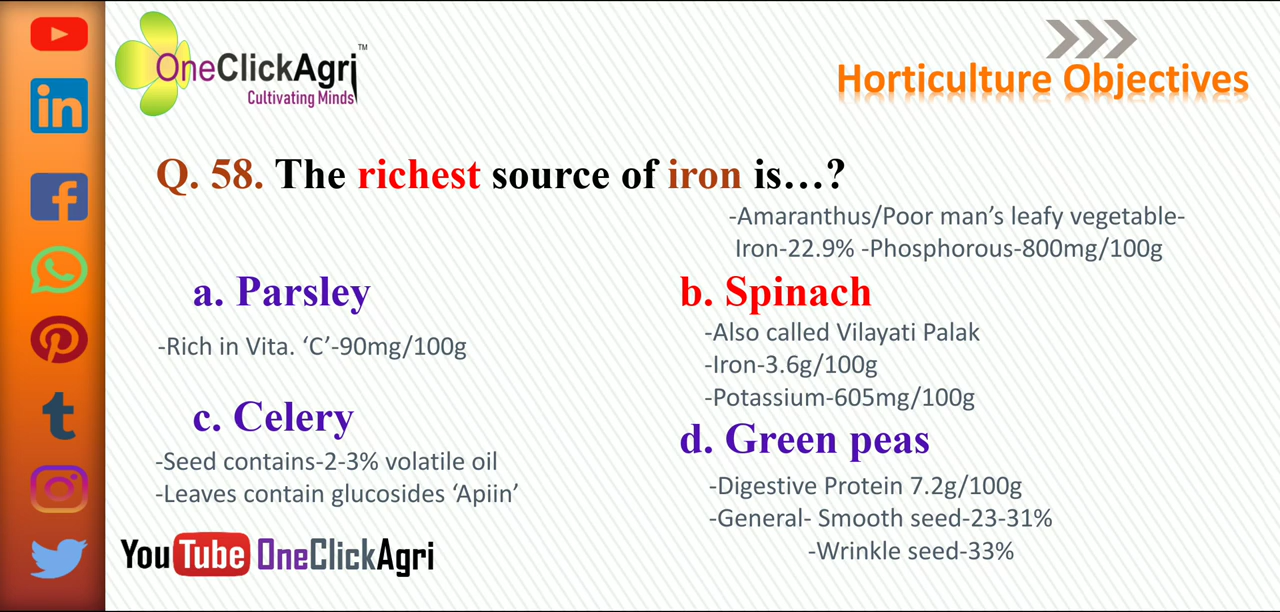 OneClickAgri™
Cultivating Minds
Horticulture Objectives
Q. 58. The richest source of iron is…?
-Amaranthus/Poor man’s leafy vegetable-
Iron-22.9% -Phosphorous-800mg/100g
a. Parsley
-Rich in Vita. ‘C’-90mg/100g
b. Spinach
-Also called Vilayati Palak
-Iron-3.6g/100g
-Potassium-605mg/100g
c. Celery
-Seed contains-2-3% volatile oil
-Leaves contain glucosides ‘Apiin’
d. Green peas
-Digestive Protein 7.2g/100g
-General- Smooth seed-23-31%
-Wrinkle seed-33%
YouTube OneClickAgri